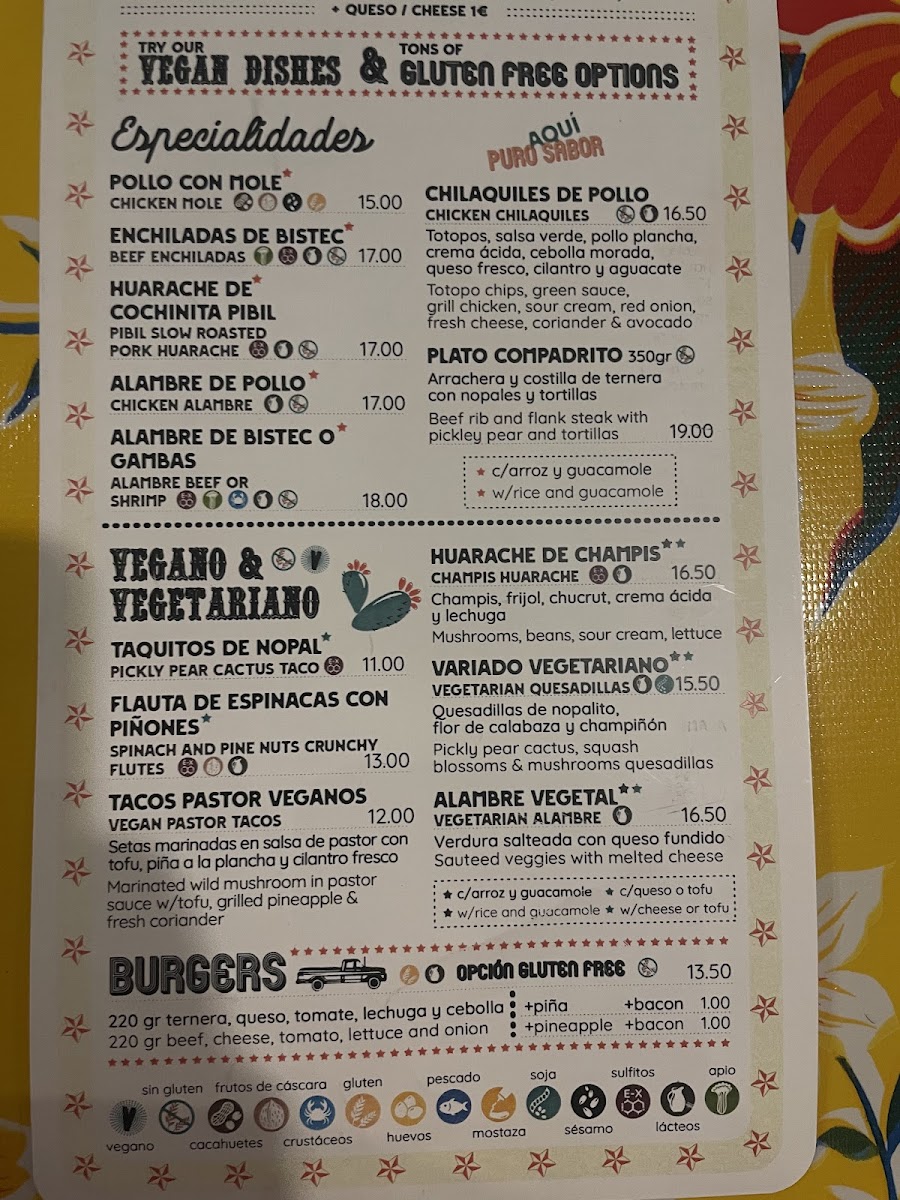 + QUESO / CHEESE 1€
TRY OUR
VEGAN DISHES & TONS OF
GLUTEN FREE OPTIONS
Especialidades
AQUÍ
PURO SABOR
POLLO CON MOLE*
CHICKEN MOLE 15.00
ENCHILADAS DE BISTEC*
BEEF ENCHILADAS 17.00
HUARACHE DE*
COCHINITA PIBIL
PIBIL SLOW ROASTED
PORK HUARACHE 17.00
ALAMBRE DE POLLO*
CHICKEN ALAMBRE 17.00
ALAMBRE DE BISTEC O*
GAMBAS
ALAMBRE BEEF OR
SHRIMP E-X 18.00
CHILAQUILES DE POLLO
CHICKEN CHILAQUILES 16.50
Totopos, salsa verde, pollo plancha,
crema ácida, cebolla morada,
queso fresco, cilantro y aguacate
Totopo chips, green sauce,
grill chicken, sour cream, red onion,
fresh cheese, coriander & avocado
PLATO COMPADRITO 350gr
Arrachera y costilla de ternera
con nopales y tortillas
Beef rib and flank steak with
pickley pear and tortillas 19.00
* c/arroz y guacamole
* w/rice and guacamole
VEGANO & V
VEGETARIANO
TAQUITOS DE NOPAL*
PICKLY PEAR CACTUS TACO 11.00
FLAUTA DE ESPINACAS CON
PIÑONES*
SPINACH AND PINE NUTS CRUNCHY
FLUTES E-X 13.00
TACOS PASTOR VEGANOS
VEGAN PASTOR TACOS 12.00
Setas marinadas en salsa de pastor con
tofu, piña a la plancha y cilantro fresco
Marinated wild mushroom in pastor
sauce w/tofu, grilled pineapple &
fresh coriander
HUARACHE DE CHAMPIS**
CHAMPIS HUARACHE 16.50
Champis, frijol, chucrut, crema ácida
y lechuga
Mushrooms, beans, sour cream, lettuce
VARIADO VEGETARIANO**
VEGETARIAN QUESADILLAS 15.50
Quesadillas de nopalito,
flor de calabaza y champiñón
Pickly pear cactus, squash
blossoms & mushrooms quesadillas
ALAMBRE VEGETAL**
VEGETARIAN ALAMBRE 16.50
Verdura salteada con queso fundido
Sauteed veggies with melted cheese
* c/arroz y guacamole * c/queso o tofu
* w/rice and guacamole * w/cheese or tofu
BURGERS OPCIÓN GLUTEN FREE 13.50
220 gr ternera, queso, tomate, lechuga y cebolla
220 gr beef, cheese, tomato, lettuce and onion
+piña +bacon 1.00
+pineapple +bacon 1.00
sin gluten frutos de cáscara gluten pescado soja sulfitos apio
V E-X
vegano cacahuetes crustáceos huevos mostaza sésamo lácteos